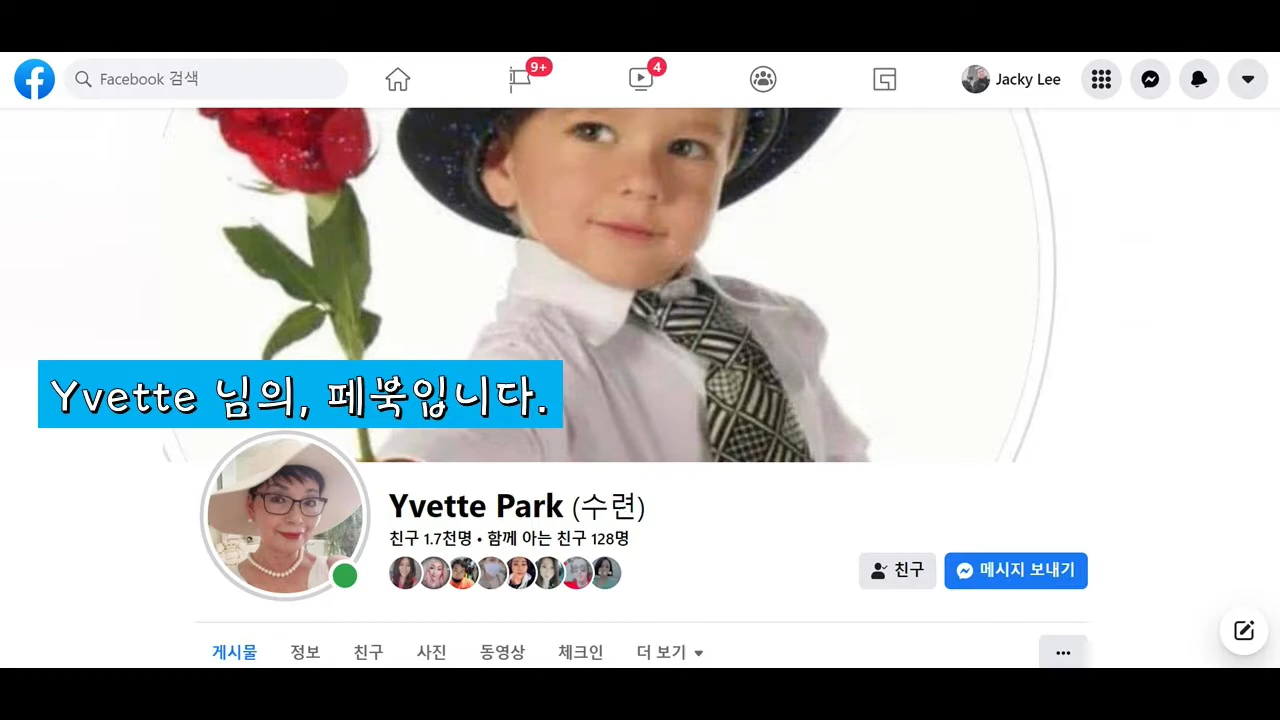 Facebook 검색
9+
4
Jacky Lee
Yvette 님의, 페북입니다.
Yvette Park (수련)
친구 1.7천명 • 함께 아는 친구 128명
친구
메시지 보내기
게시물 정보 친구 사진 동영상 체크인 더 보기